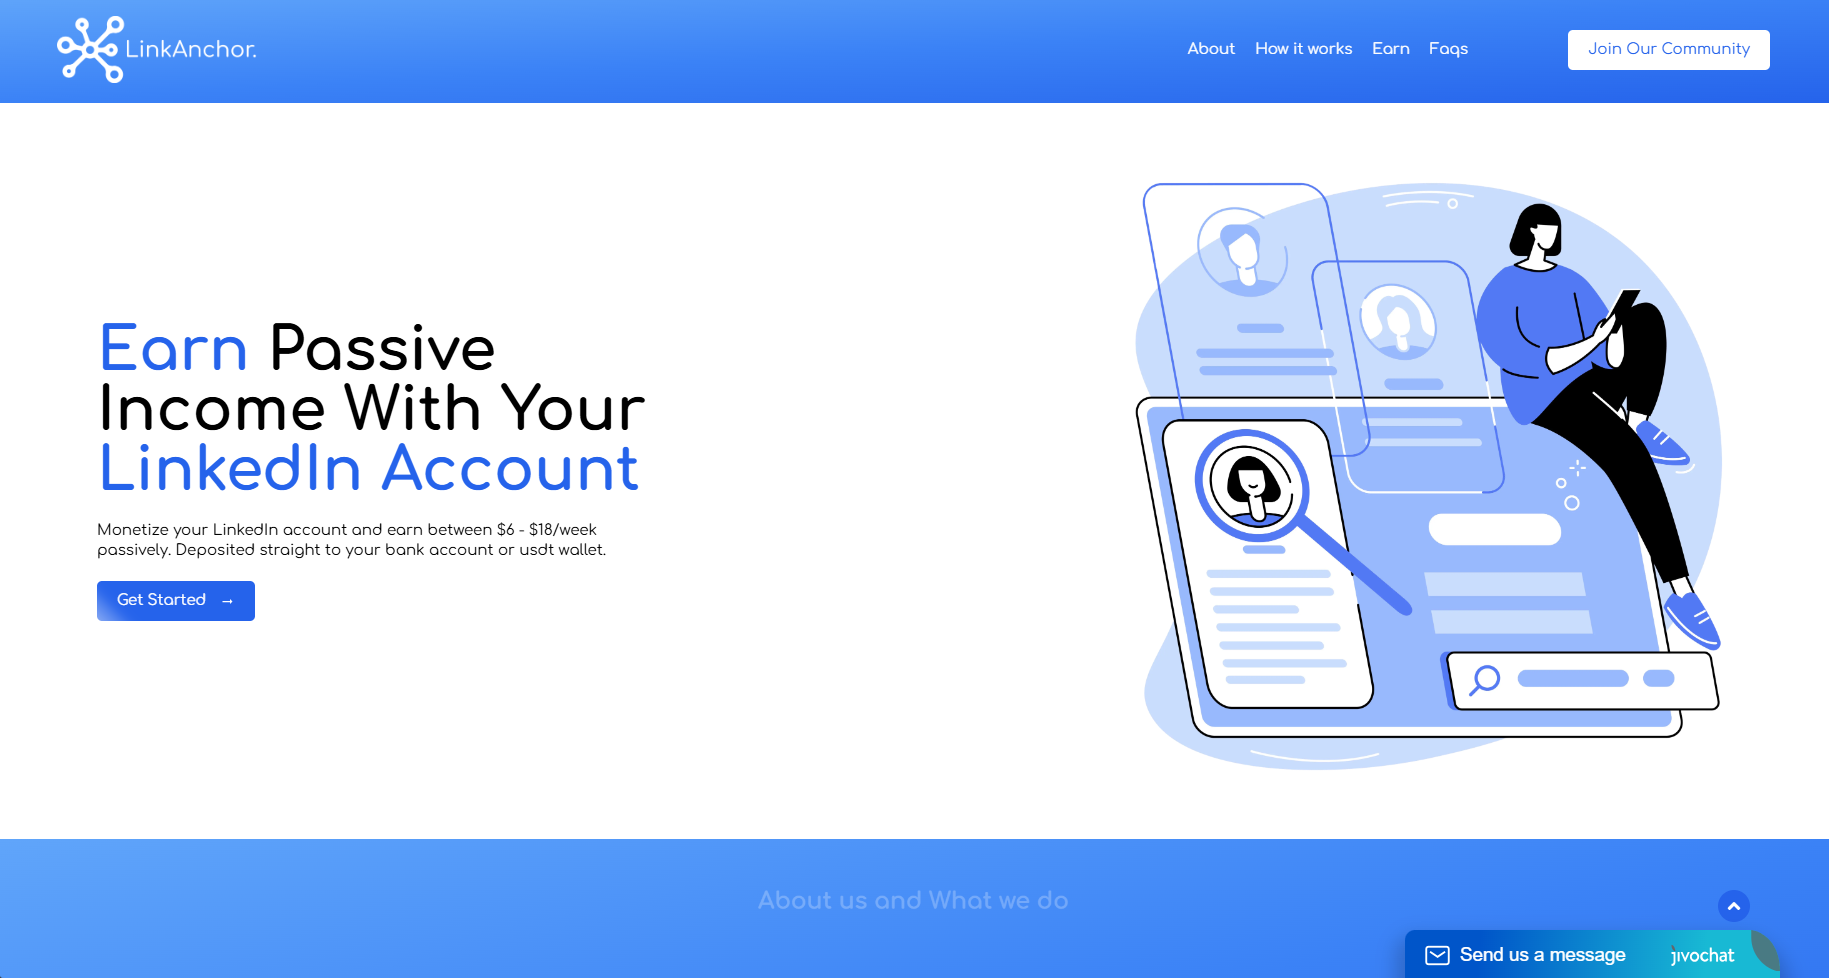 LinkAnchor.
About
How it works
Earn
Faqs
Join Our Community
Earn Passive
Income With Your
LinkedIn Account
Monetize your LinkedIn account and earn between $6 - $18/week
passively. Deposited straight to your bank account or usdt wallet.
Get Started →
About us and What we do
Send us a message
jivochat